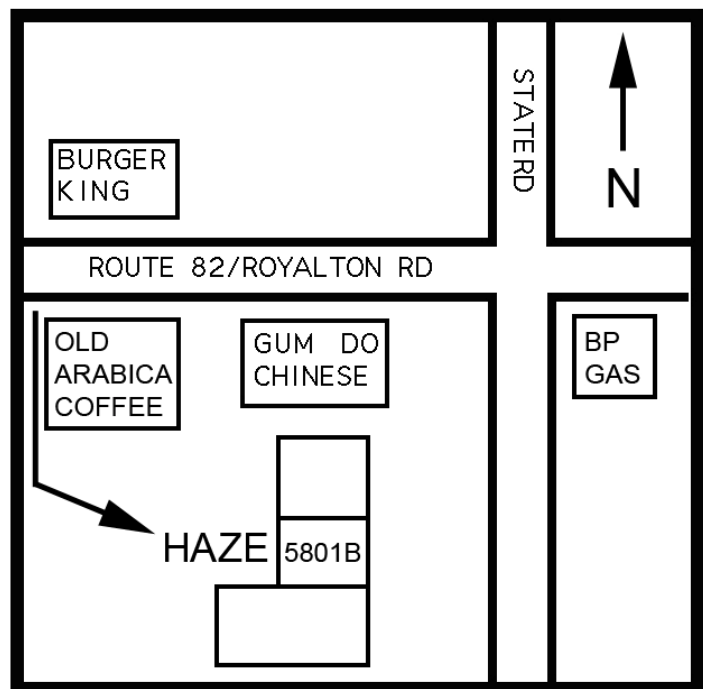 STATE RD
N
BURGER
KING
ROUTE 82/ROYALTON RD
OLD
ARABICA
COFFEE
GUM DO
CHINESE
BP
GAS
HAZE
5801B